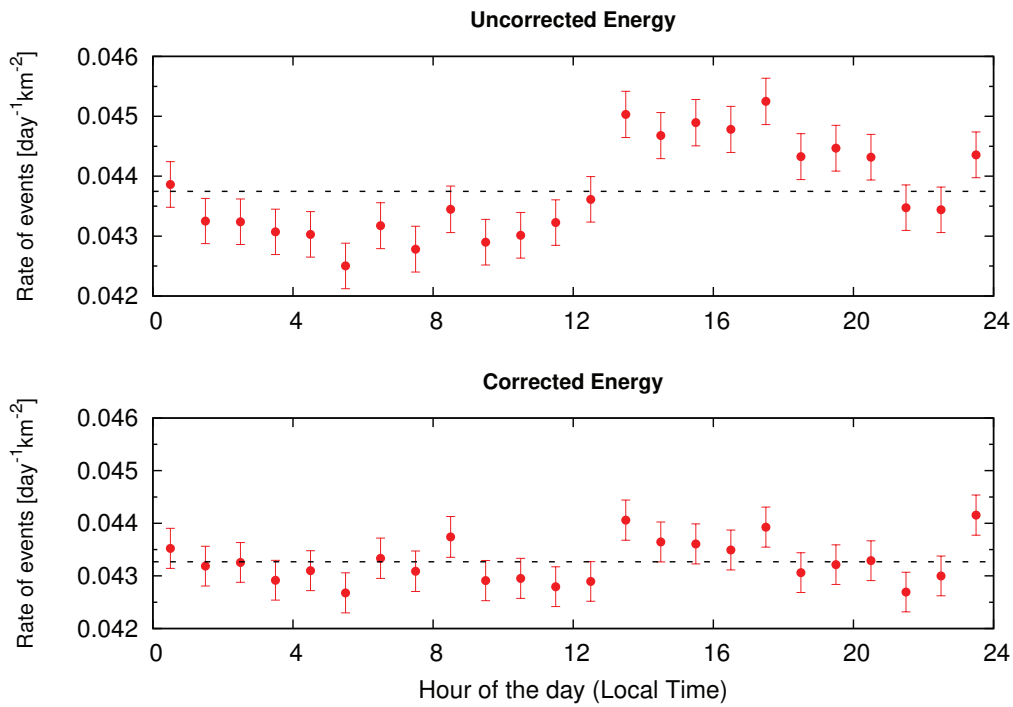 Uncorrected Energy
Rate of events [day⁻¹km⁻²]
0.046
0.045
0.044
0.043
0.042
0 4 8 12 16 20 24
Corrected Energy
Rate of events [day⁻¹km⁻²]
0.046
0.045
0.044
0.043
0.042
0 4 8 12 16 20 24
Hour of the day (Local Time)